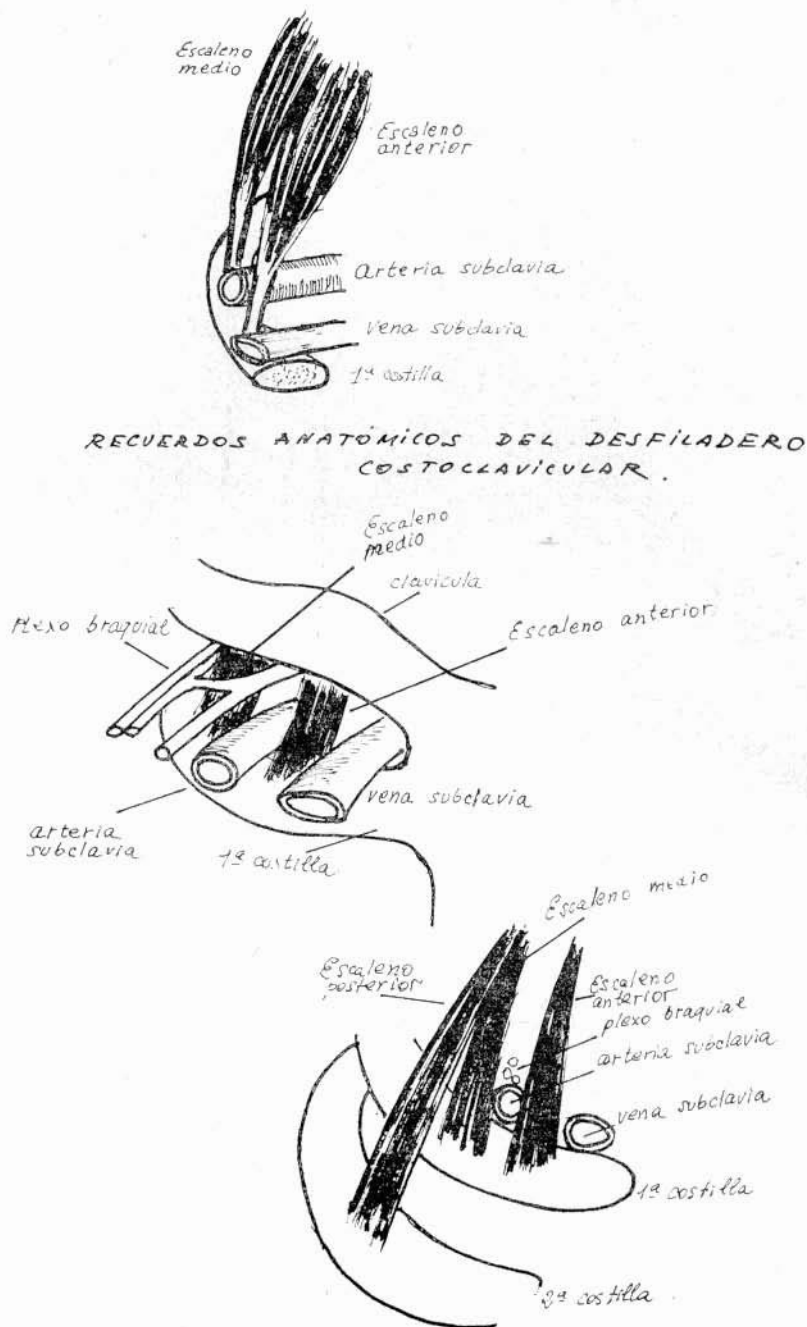 Escaleno
medio
Escaleno
anterior
Arteria subclavia
vena subclavia
1ª costilla
RECUERDOS ANATÓMICOS DEL DESFILADERO
COSTOCLAVICULAR.
Escaleno
medio
clavicula
Plexo braquial
Escaleno anterior
vena subclavia
arteria
subclavia
1ª costilla
Escaleno medio
Escaleno
posterior
Escaleno
anterior
plexo braquial
arteria subclavia
vena subclavia
1ª costilla
2ª costilla